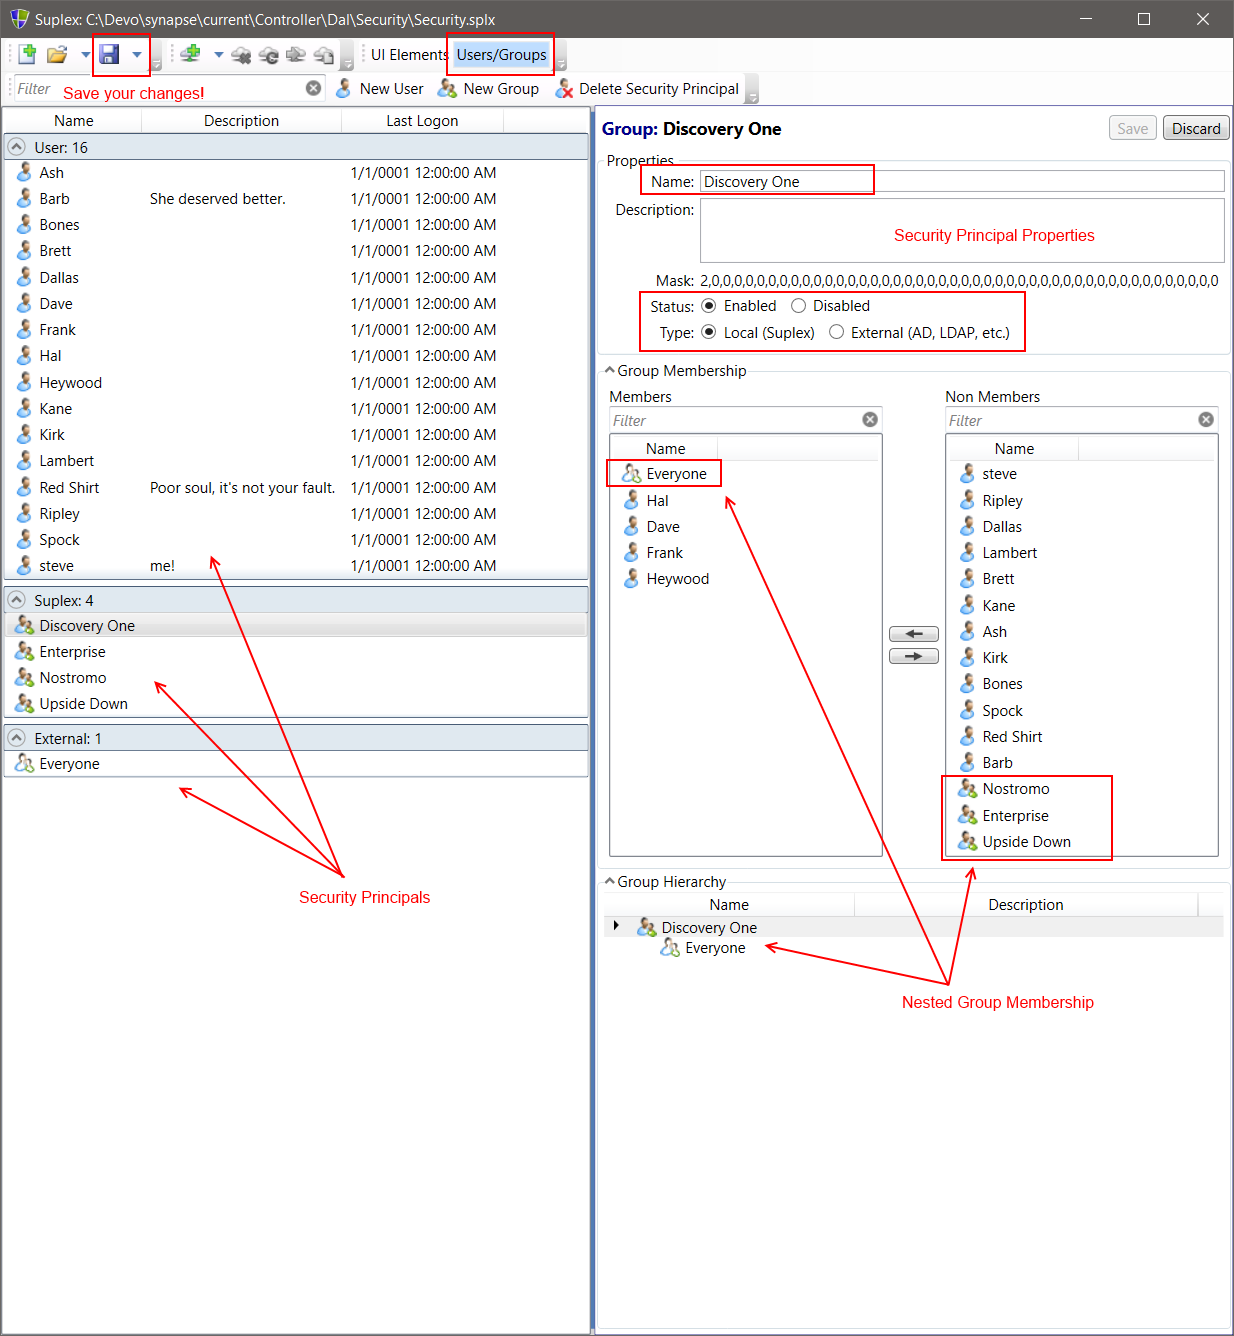 Suplex: C:\Devo\synapse\current\Controller\Dal\Security\Security.splx
UI Elements Users/Groups
Filter Save your changes! New User New Group Delete Security Principal
Name Description Last Logon
User: 16
Ash 1/1/0001 12:00:00 AM
Barb She deserved better. 1/1/0001 12:00:00 AM
Bones 1/1/0001 12:00:00 AM
Brett 1/1/0001 12:00:00 AM
Dallas 1/1/0001 12:00:00 AM
Dave 1/1/0001 12:00:00 AM
Frank 1/1/0001 12:00:00 AM
Hal 1/1/0001 12:00:00 AM
Heywood 1/1/0001 12:00:00 AM
Kane 1/1/0001 12:00:00 AM
Kirk 1/1/0001 12:00:00 AM
Lambert 1/1/0001 12:00:00 AM
Red Shirt Poor soul, it's not your fault. 1/1/0001 12:00:00 AM
Ripley 1/1/0001 12:00:00 AM
Spock 1/1/0001 12:00:00 AM
steve me! 1/1/0001 12:00:00 AM
Suplex: 4
Discovery One
Enterprise
Nostromo
Upside Down
External: 1
Everyone
Security Principals
Group: Discovery One Save Discard
Properties
Name: Discovery One
Description:
Security Principal Properties
Mask: 2,0,0,0,0,0,0,0,0,0,0,0,0,0,0,0,0,0,0,0,0,0,0,0,0,0,0,0,0,0,0,0,0,0,0,0,0,0,0,0,0,0,0,0,0,0
Status: Enabled Disabled
Type: Local (Suplex) External (AD, LDAP, etc.)
Group Membership
Members
Filter
Name
Everyone
Hal
Dave
Frank
Heywood
Non Members
Filter
Name
steve
Ripley
Dallas
Lambert
Brett
Kane
Ash
Kirk
Bones
Spock
Red Shirt
Barb
Nostromo
Enterprise
Upside Down
Group Hierarchy
Name Description
Discovery One
Everyone
Nested Group Membership